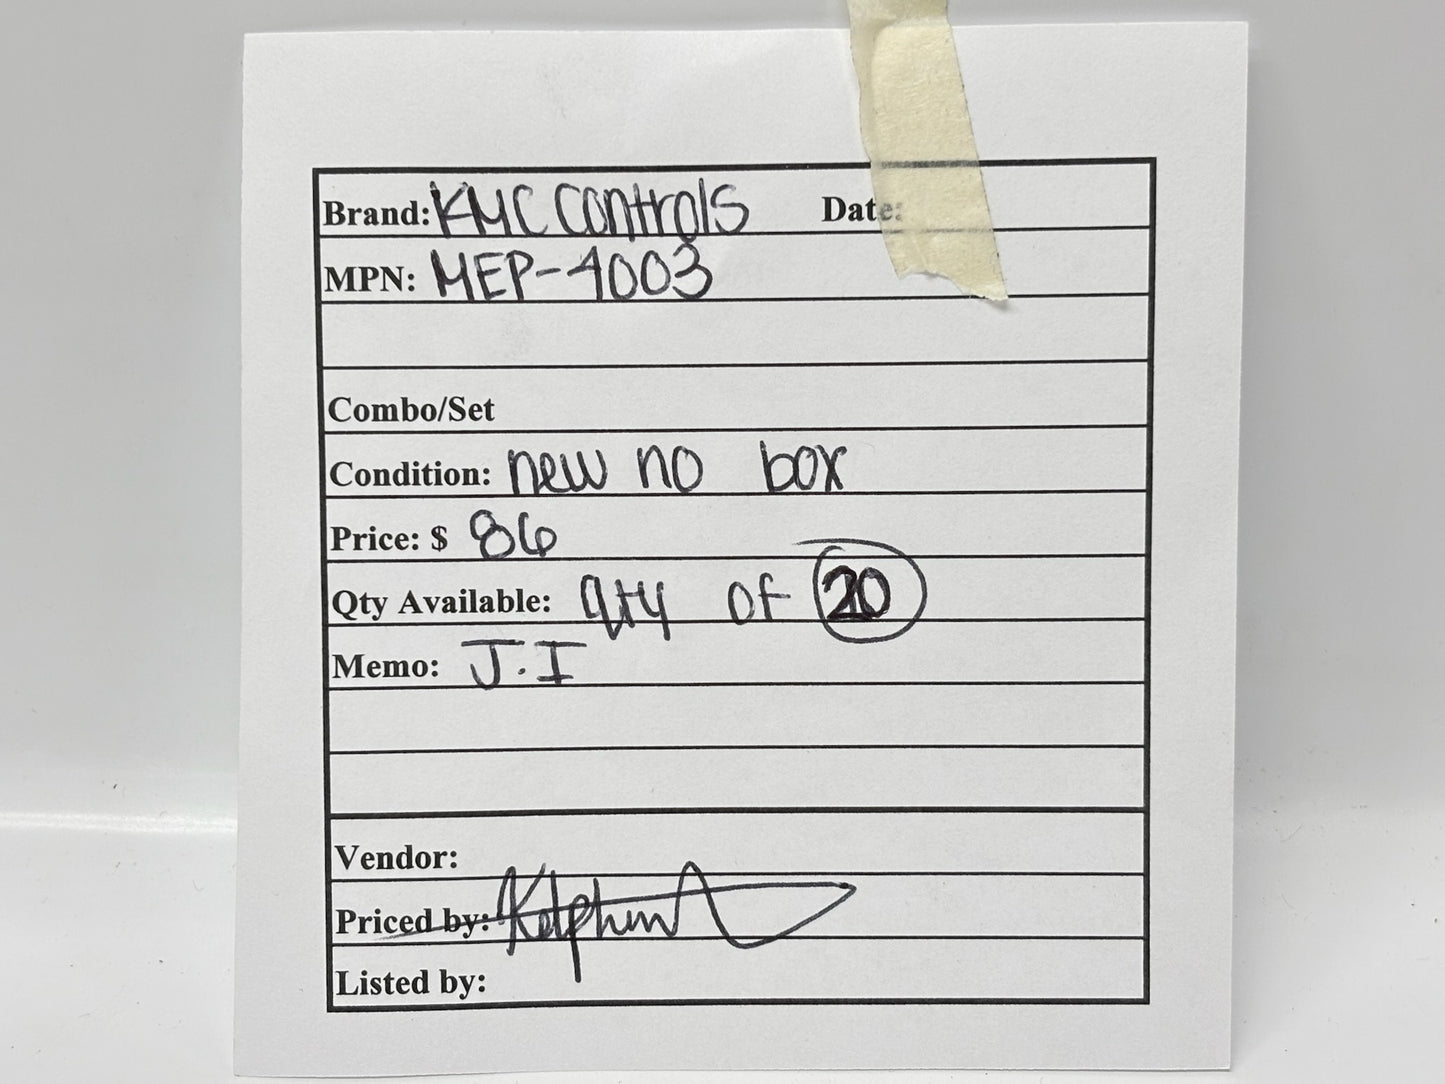 Brand: KMC Controls Date:
MPN: MEP-4003
Combo/Set
Condition: new no box
Price: $ 86
Qty Available: qty of 20
Memo: J.I
Vendor:
Priced by:
Listed by: